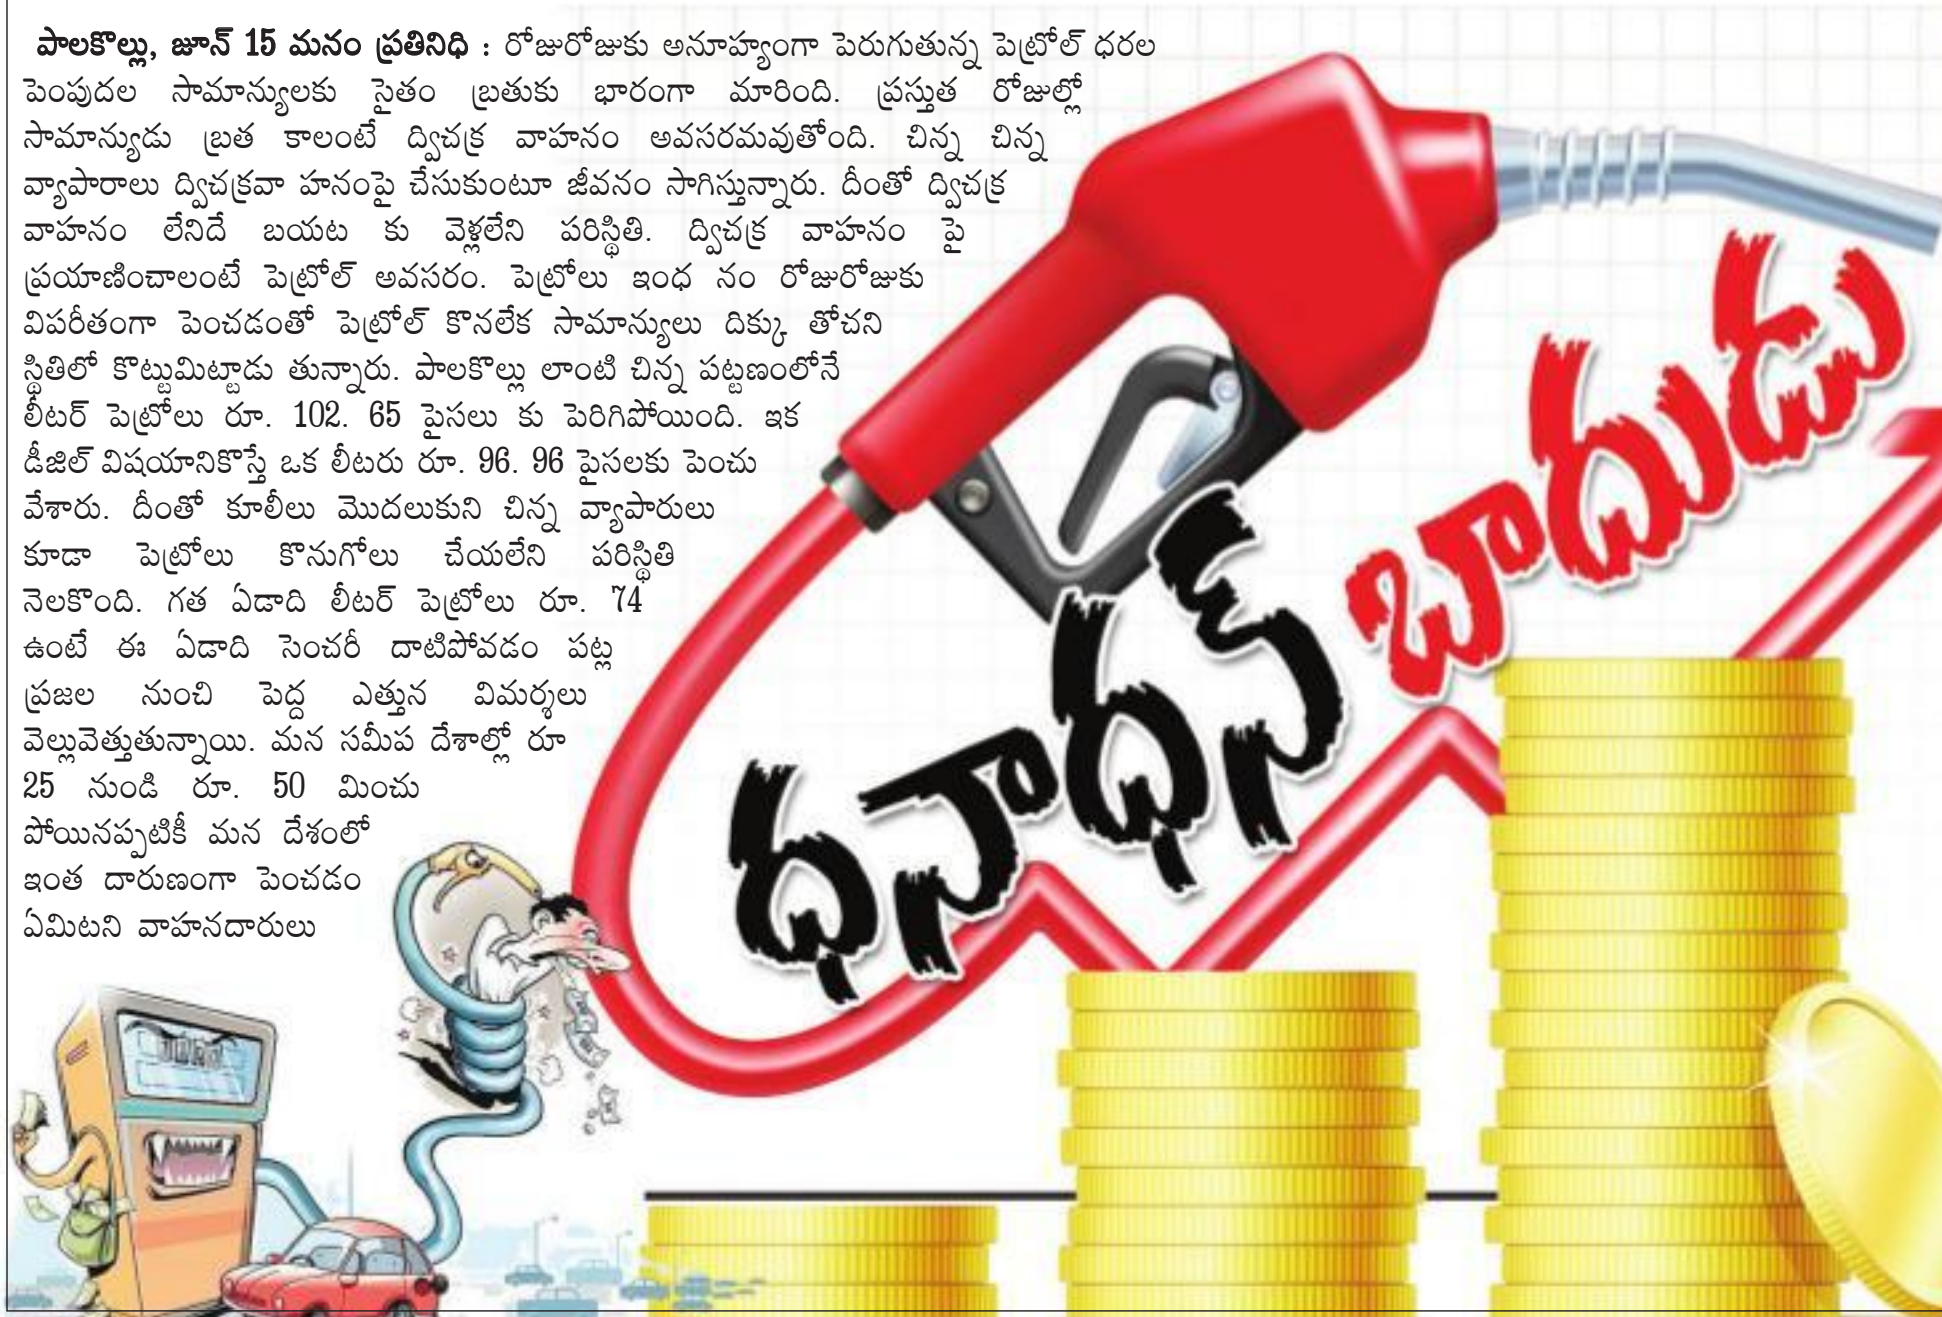 పాలకొల్లు, జూన్ 15 మనం ప్రతినిధి : రోజురోజుకు అనూహ్యంగా పెరుగుతున్న పెట్రోల్ ధరల
పెంపుదల సామాన్యులకు సైతం బ్రతుకు భారంగా మారింది. ప్రస్తుత రోజుల్లో
సామాన్యుడు బ్రత కాలంటే ద్విచక్ర వాహనం అవసరమవుతోంది. చిన్న చిన్న
వ్యాపారాలు ద్విచక్రవా హనంపై చేసుకుంటూ జీవనం సాగిస్తున్నారు. దీంతో ద్విచక్ర
వాహనం లేనిదే బయట కు వెళ్లలేని పరిస్థితి. ద్విచక్ర వాహనం పై
ప్రయాణించాలంటే పెట్రోల్ అవసరం. పెట్రోలు ఇంధ నం రోజురోజుకు
విపరీతంగా పెంచడంతో పెట్రోల్ కొనలేక సామాన్యులు దిక్కు తోచని
స్థితిలో కొట్టుమిట్టాడు తున్నారు. పాలకొల్లు లాంటి చిన్న పట్టణంలోనే
లీటర్ పెట్రోలు రూ. 102. 65 పైసలు కు పెరిగిపోయింది. ఇక
డీజిల్ విషయానికొస్తే ఒక లీటరు రూ. 96. 96 పైసలకు పెంచు
వేశారు. దీంతో కూలీలు మొదలుకుని చిన్న వ్యాపారులు
కూడా పెట్రోలు కొనుగోలు చేయలేని పరిస్థితి
నెలకొంది. గత ఏడాది లీటర్ పెట్రోలు రూ. 74
ఉంటే ఈ ఏడాది సెంచరీ దాటిపోవడం పట్ల
ప్రజల నుంచి పెద్ద ఎత్తున విమర్శలు
వెల్లువెత్తుతున్నాయి. మన సమీప దేశాల్లో రూ
25 నుండి రూ. 50 మించు
పోయినప్పటికీ మన దేశంలో
ఇంత దారుణంగా పెంచడం
ఏమిటని వాహనదారులు
ధనాధన్ బాదుడు